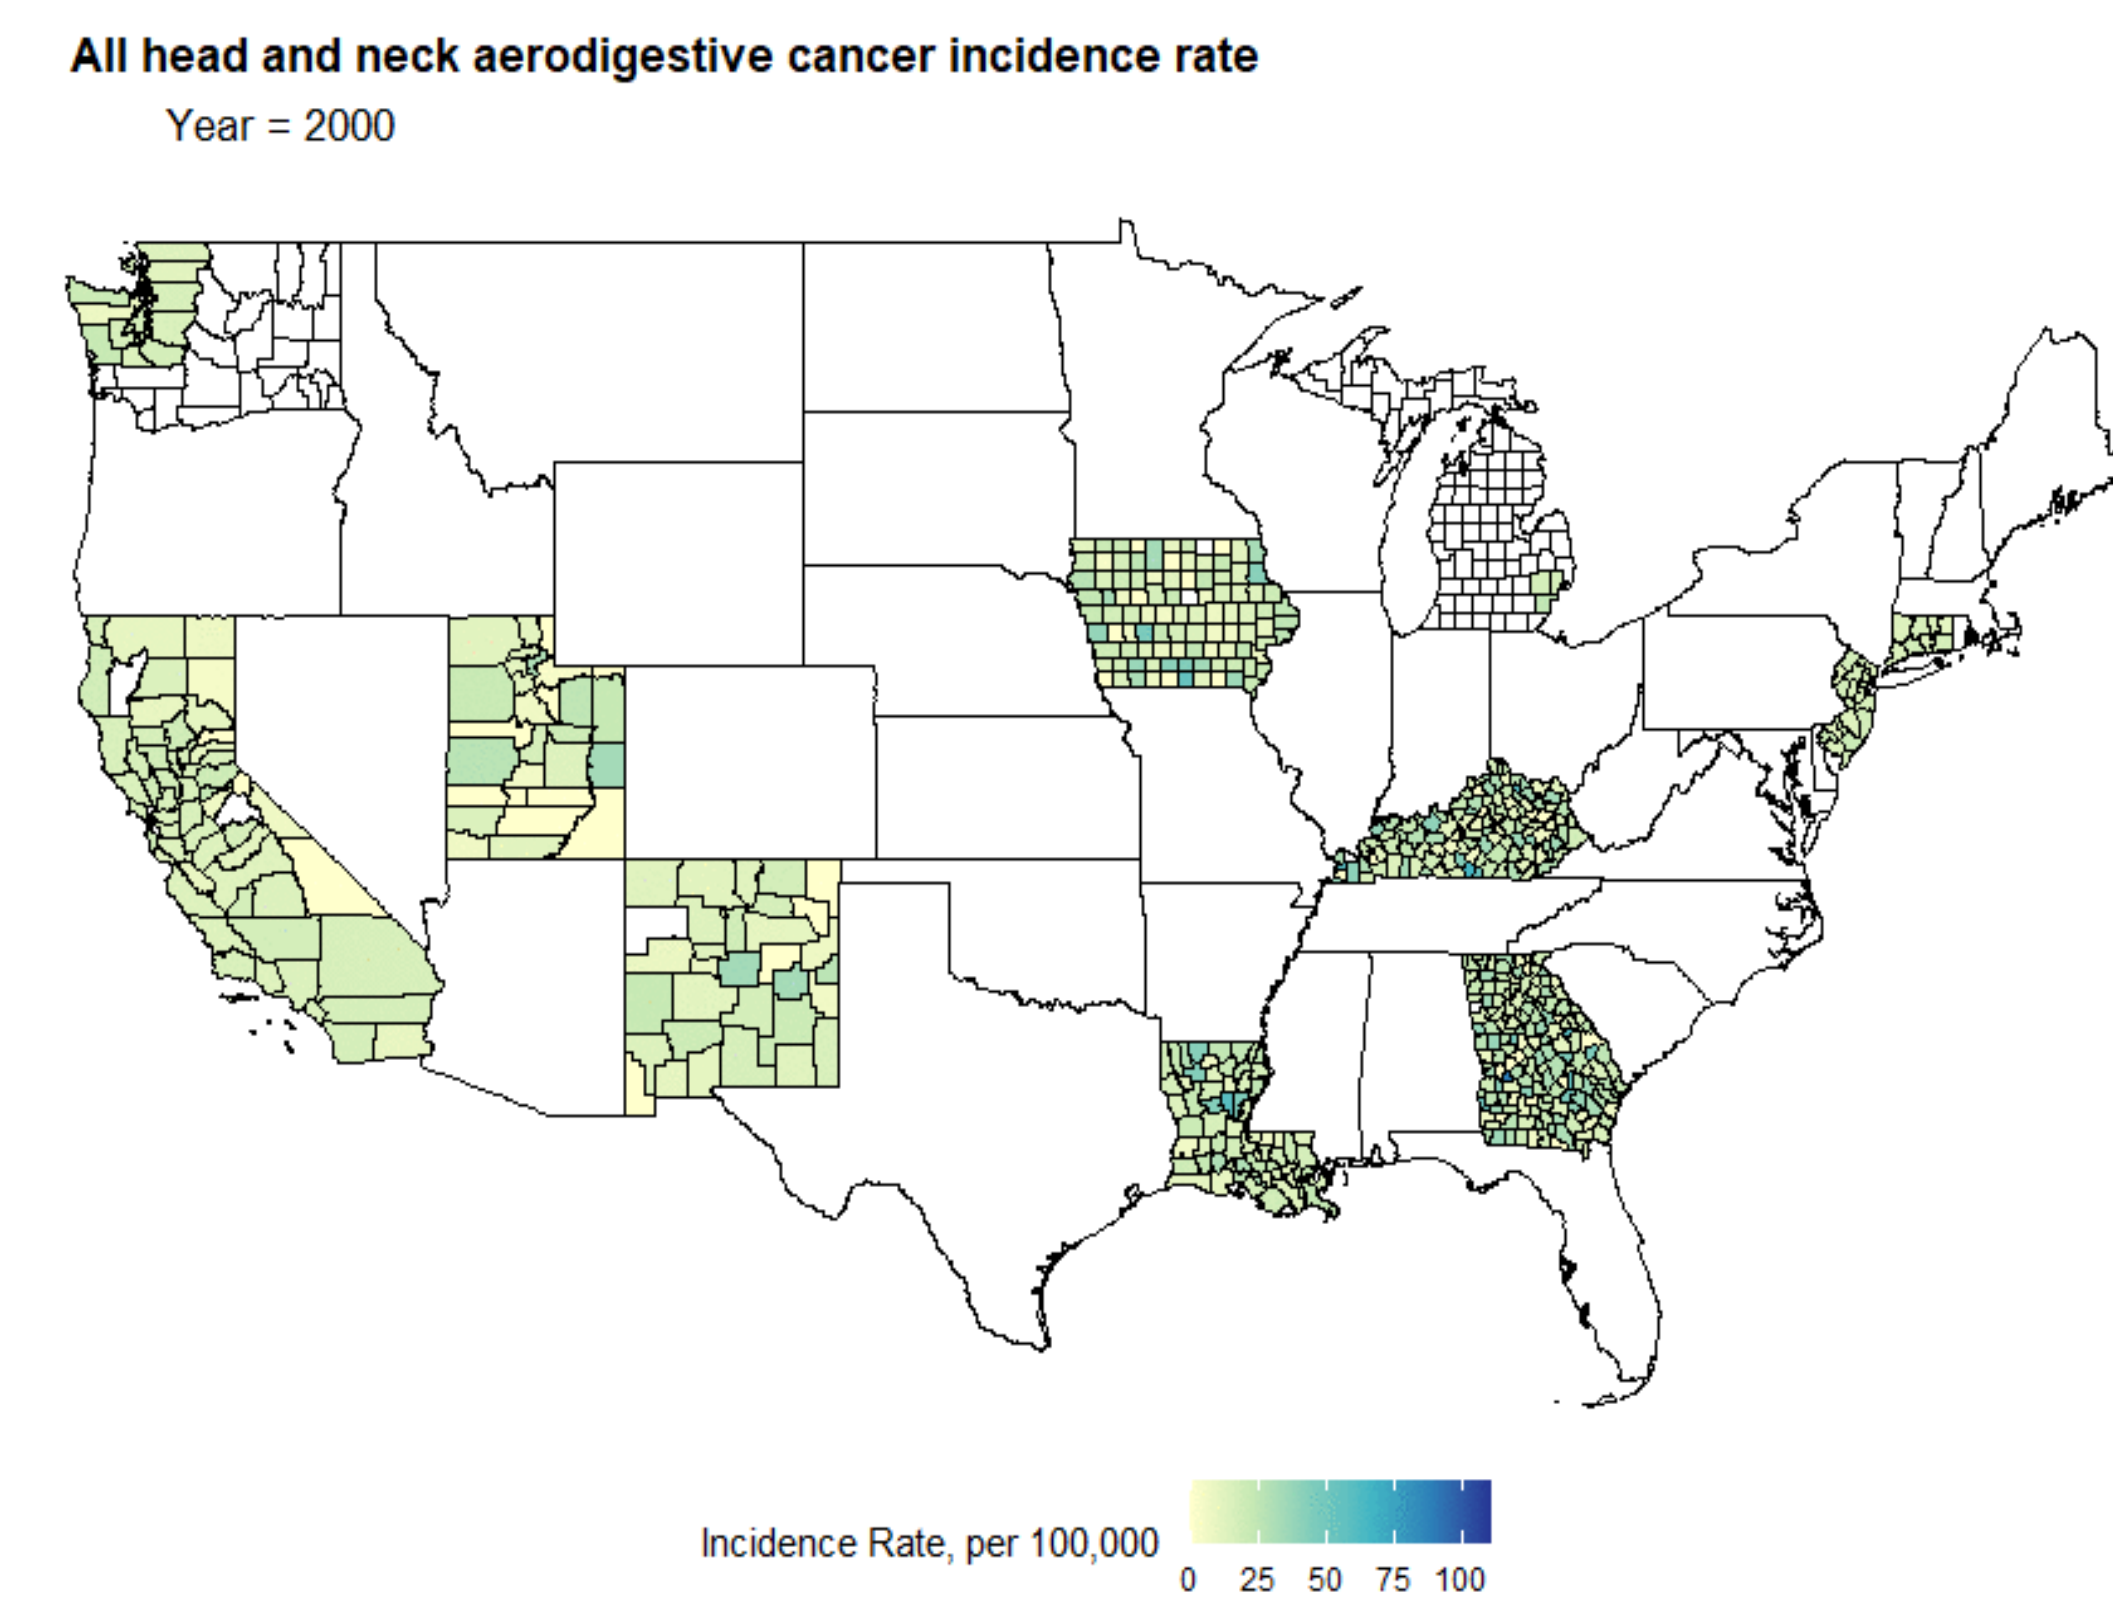 All head and neck aerodigestive cancer incidence rate
Year = 2000
Incidence Rate, per 100,000
0 25 50 75 100